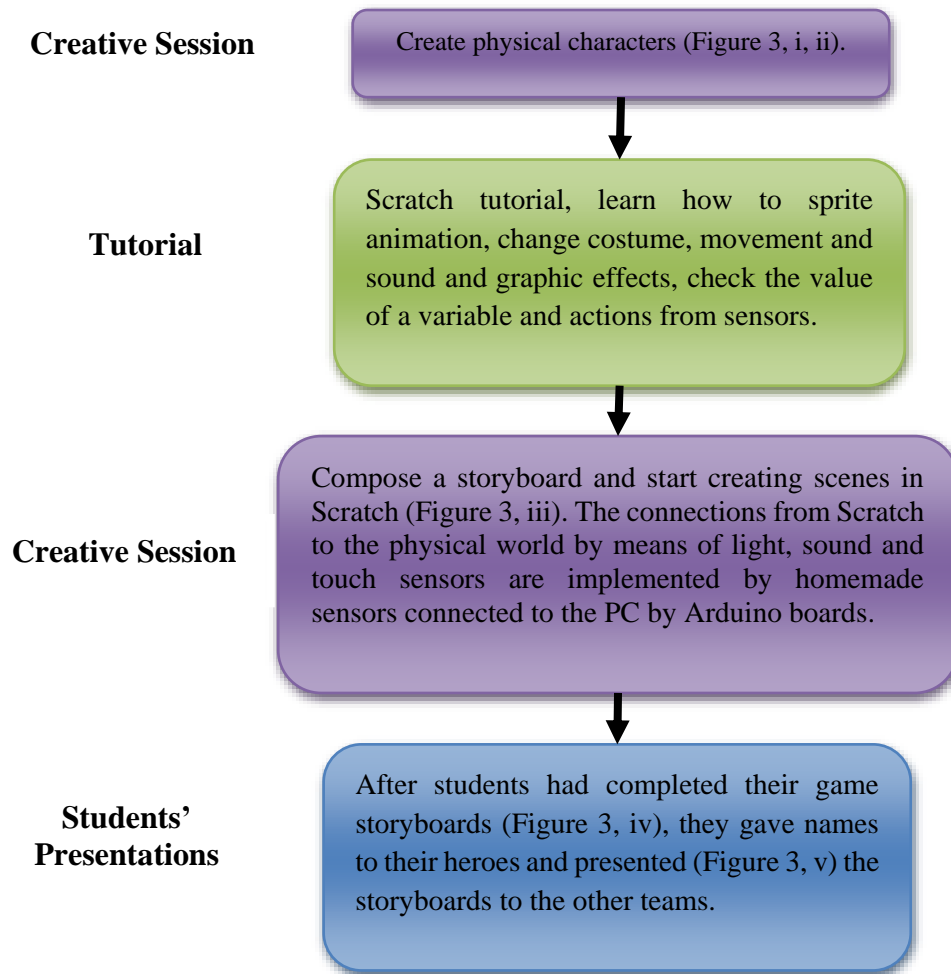 Creative Session
Create physical characters (Figure 3, i, ii).
Tutorial
Scratch tutorial, learn how to sprite
animation, change costume, movement and
sound and graphic effects, check the value
of a variable and actions from sensors.
Creative Session
Compose a storyboard and start creating scenes in
Scratch (Figure 3, iii). The connections from Scratch
to the physical world by means of light, sound and
touch sensors are implemented by homemade
sensors connected to the PC by Arduino boards.
Students’
Presentations
After students had completed their game
storyboards (Figure 3, iv), they gave names
to their heroes and presented (Figure 3, v) the
storyboards to the other teams.